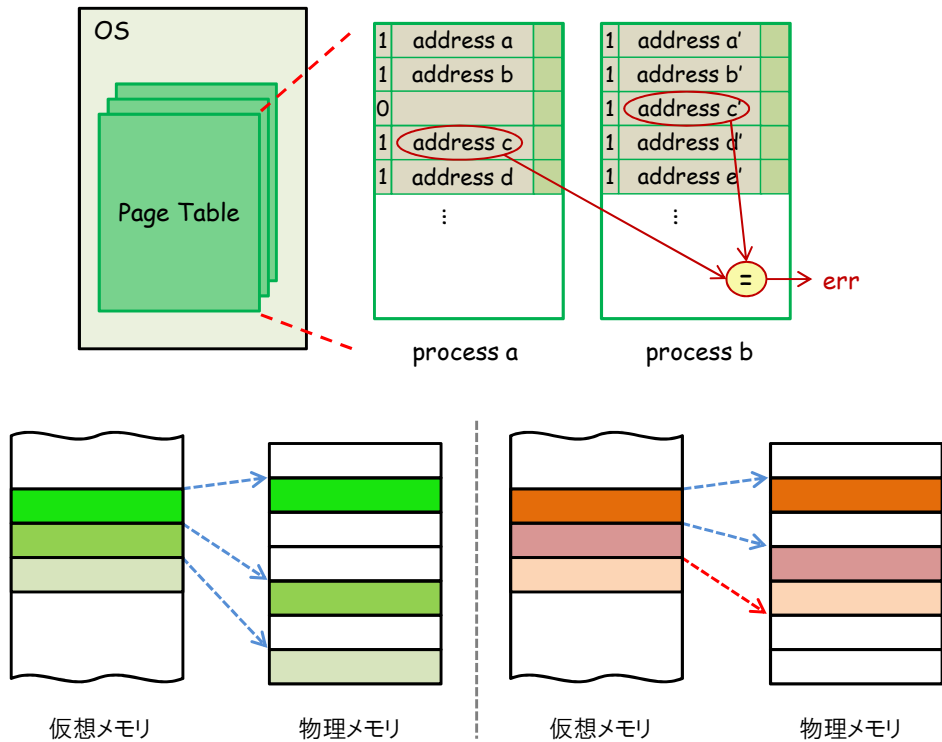 OS
Page Table
1 address a
1 address b
0
1 address c
1 address d
⋮
process a
1 address a'
1 address b'
1 address c'
1 address d'
1 address e'
⋮
=
err
process b
仮想メモリ
物理メモリ
仮想メモリ
物理メモリ